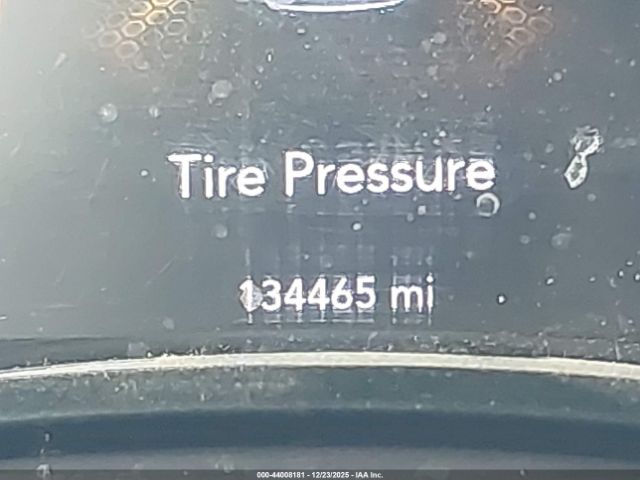 Tire Pressure
134465 mi
000-44008181 - 12/23/2025 - IAA Inc.